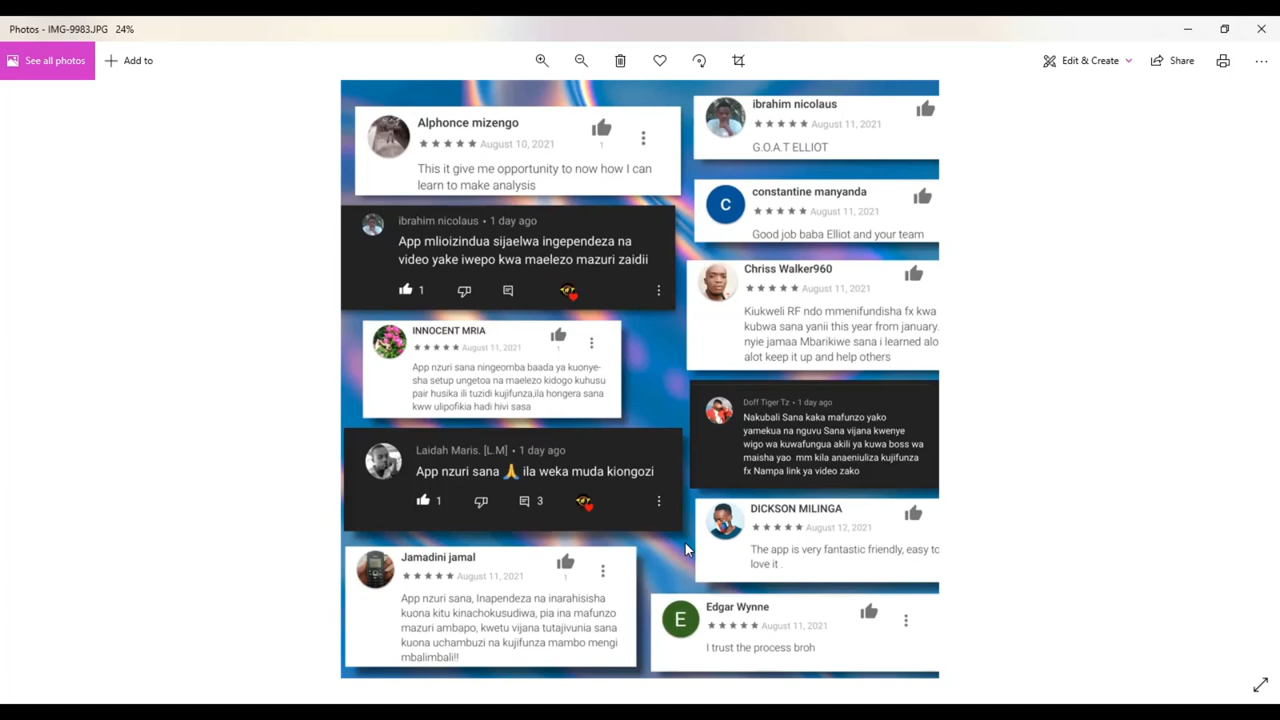 Photos - IMG-9983.JPG 24%
See all photos
Add to
Edit & Create
Share
Alphonce mizengo
August 10, 2021
1
This it give me opportunity to now how I can
learn to make analysis
ibrahim nicolaus • 1 day ago
App mlioizindua sijaelwa ingependeza na
video yake iwepo kwa maelezo mazuri zaidii
1
INNOCENT MRIA
August 11, 2021
1
App nzuri sana ningeomba baada ya kuonye-
sha setup ungetoa na maelezo kidogo kuhusu
pair husika ili tuzidi kujifunza,ila hongera sana
kww ulipofikia hadi hivi sasa
Laidah Maris. [L.M] • 1 day ago
App nzuri sana 🙏 ila weka muda kiongozi
1
3
Jamadini jamal
August 11, 2021
1
App nzuri sana, Inapendeza na inarahisisha
kuona kitu kinachokusudiwa, pia ina mafunzo
mazuri ambapo, kwetu vijana tutajivunia sana
kuona uchambuzi na kujifunza mambo mengi
mbalimbali!!
ibrahim nicolaus
August 11, 2021
G.O.A.T ELLIOT
C
constantine manyanda
August 11, 2021
Good job baba Elliot and your team
Chriss Walker960
August 11, 2021
Kiukweli RF ndo mmenifundisha fx kwa
kubwa sana yanii this year from january.
nyie jamaa Mbarikiwe sana i learned alo
alot keep it up and help others
Doff Tiger Tz • 1 day ago
Nakubali Sana kaka mafunzo yako
yamekua na nguvu Sana vijana kwenye
wigo wa kuwafungua akili ya kuwa boss wa
maisha yao mm kila anaeniuliza kujifunza
fx Nampa link ya video zako
DICKSON MILINGA
August 12, 2021
The app is very fantastic friendly, easy to
love it .
E
Edgar Wynne
August 11, 2021
I trust the process broh